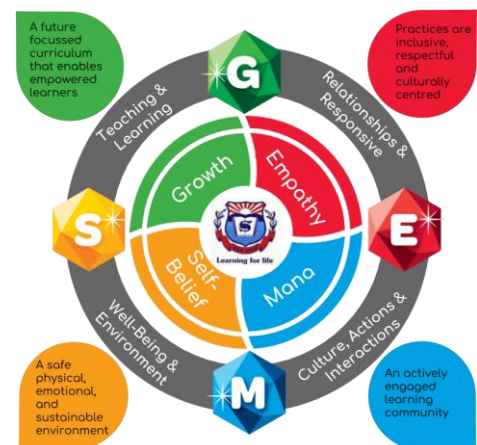 A future
focussed
curriculum
that enables
empowered
learners
Practices are
inclusive,
respectful
and
culturally
centred
G
Teaching &
Learning
Relationships &
Responsive
Growth
Empathy
S
E
Learning for life
Self-
Belief
Mana
Well-Being &
Environment
Culture, Actions &
Interactions
M
A safe
physical,
emotional,
and
sustainable
environment
An actively
engaged
learning
community